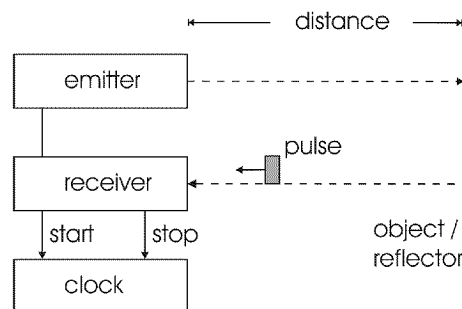 distance
emitter
pulse
receiver
start
stop
object /
reflector
clock